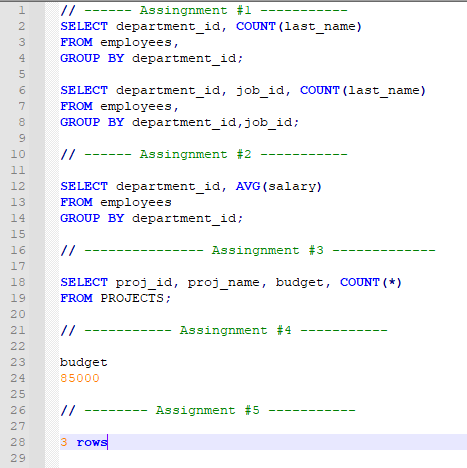 1 // ------ Assingnment #1 -----------
2 SELECT department_id, COUNT(last_name)
3 FROM employees,
4 GROUP BY department_id;
5
6 SELECT department_id, job_id, COUNT(last_name)
7 FROM employees,
8 GROUP BY department_id,job_id;
9
10 // ------ Assingnment #2 -----------
11
12 SELECT department_id, AVG(salary)
13 FROM employees
14 GROUP BY department_id;
15
16 // --------------- Assingnment #3 -------------
17
18 SELECT proj_id, proj_name, budget, COUNT(*)
19 FROM PROJECTS;
20
21 // ----------- Assingnment #4 -----------
22
23 budget
24 85000
25
26 // -------- Assignment #5 -----------
27
28 3 rows
29